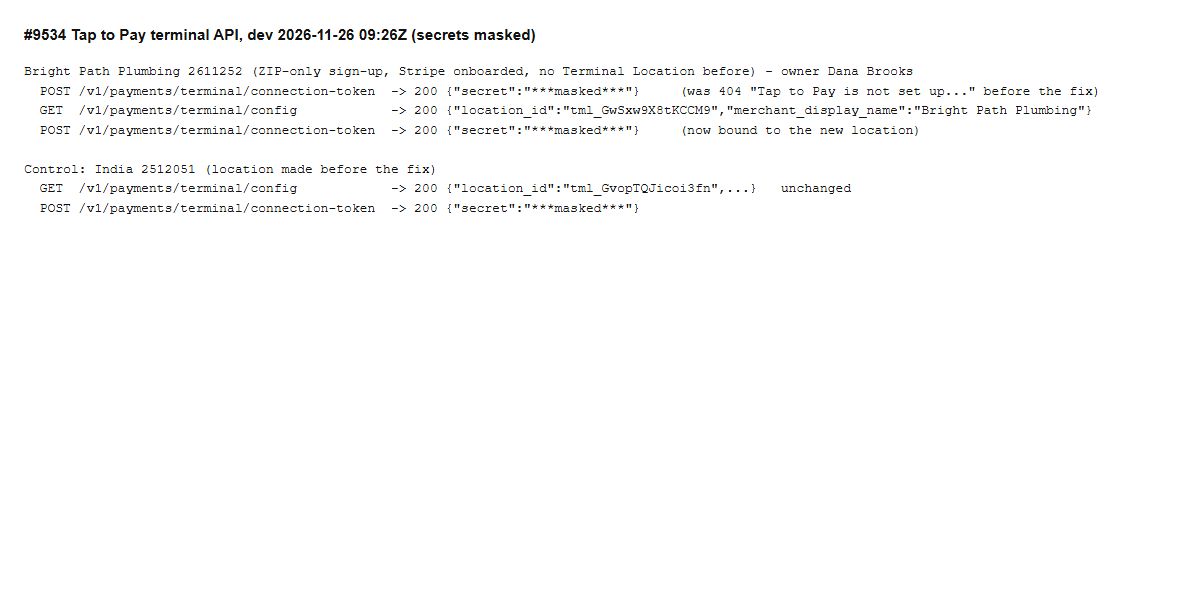 #9534 Tap to Pay terminal API, dev 2026-11-26 09:26Z (secrets masked)
Bright Path Plumbing 2611252 (ZIP-only sign-up, Stripe onboarded, no Terminal Location before) - owner Dana Brooks
POST /v1/payments/terminal/connection-token -> 200 {"secret":"***masked***"} (was 404 "Tap to Pay is not set up..." before the fix)
GET /v1/payments/terminal/config -> 200 {"location_id":"tml_GwSxw9X8tKCCM9","merchant_display_name":"Bright Path Plumbing"}
POST /v1/payments/terminal/connection-token -> 200 {"secret":"***masked***"} (now bound to the new location)
Control: India 2512051 (location made before the fix)
GET /v1/payments/terminal/config -> 200 {"location_id":"tml_GvopTQJicoi3fn",...} unchanged
POST /v1/payments/terminal/connection-token -> 200 {"secret":"***masked***"}